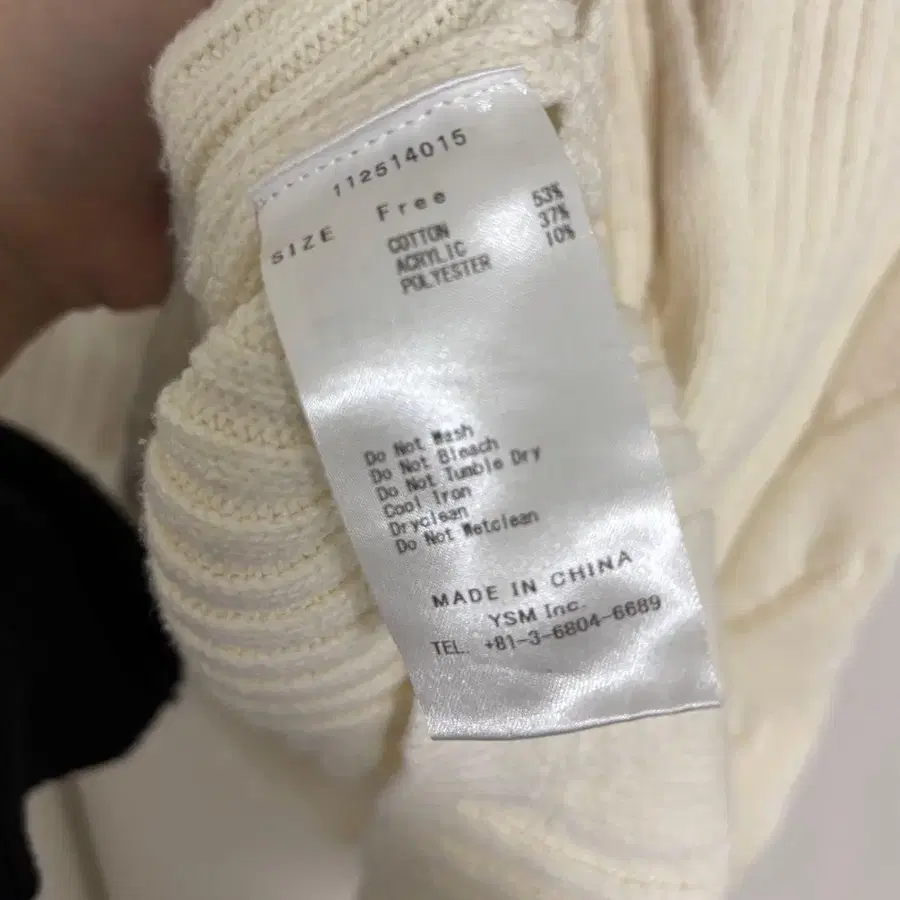 112514015
SIZE Free
COTTON 53%
ACRYLIC 37%
POLYESTER 10%
Do Not Wash
Do Not Bleach
Do Not Tumble Dry
Cool Iron
Dryclean
Do Not Wetclean
MADE IN CHINA
YSM Inc.
TEL. +81-3-6804-6689